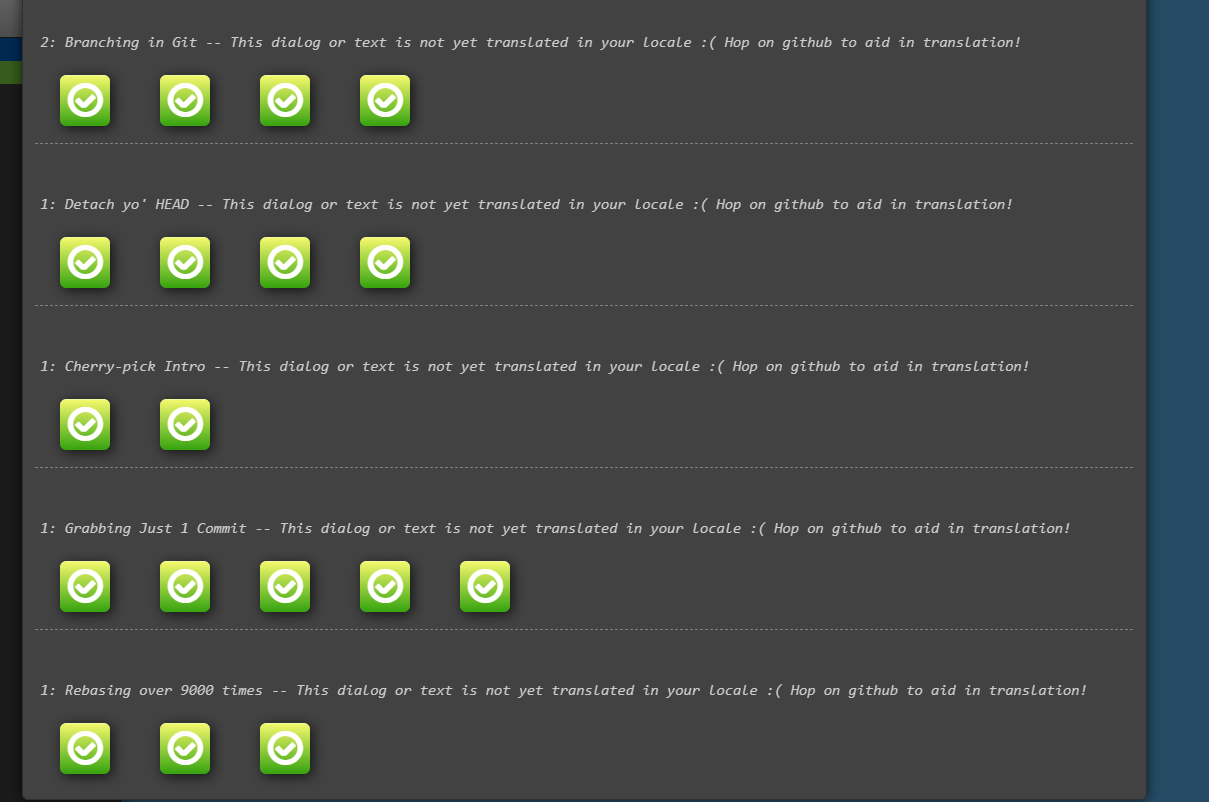 2: Branching in Git -- This dialog or text is not yet translated in your locale :( Hop on github to aid in translation!
1: Detach yo' HEAD -- This dialog or text is not yet translated in your locale :( Hop on github to aid in translation!
1: Cherry-pick Intro -- This dialog or text is not yet translated in your locale :( Hop on github to aid in translation!
1: Grabbing Just 1 Commit -- This dialog or text is not yet translated in your locale :( Hop on github to aid in translation!
1: Rebasing over 9000 times -- This dialog or text is not yet translated in your locale :( Hop on github to aid in translation!